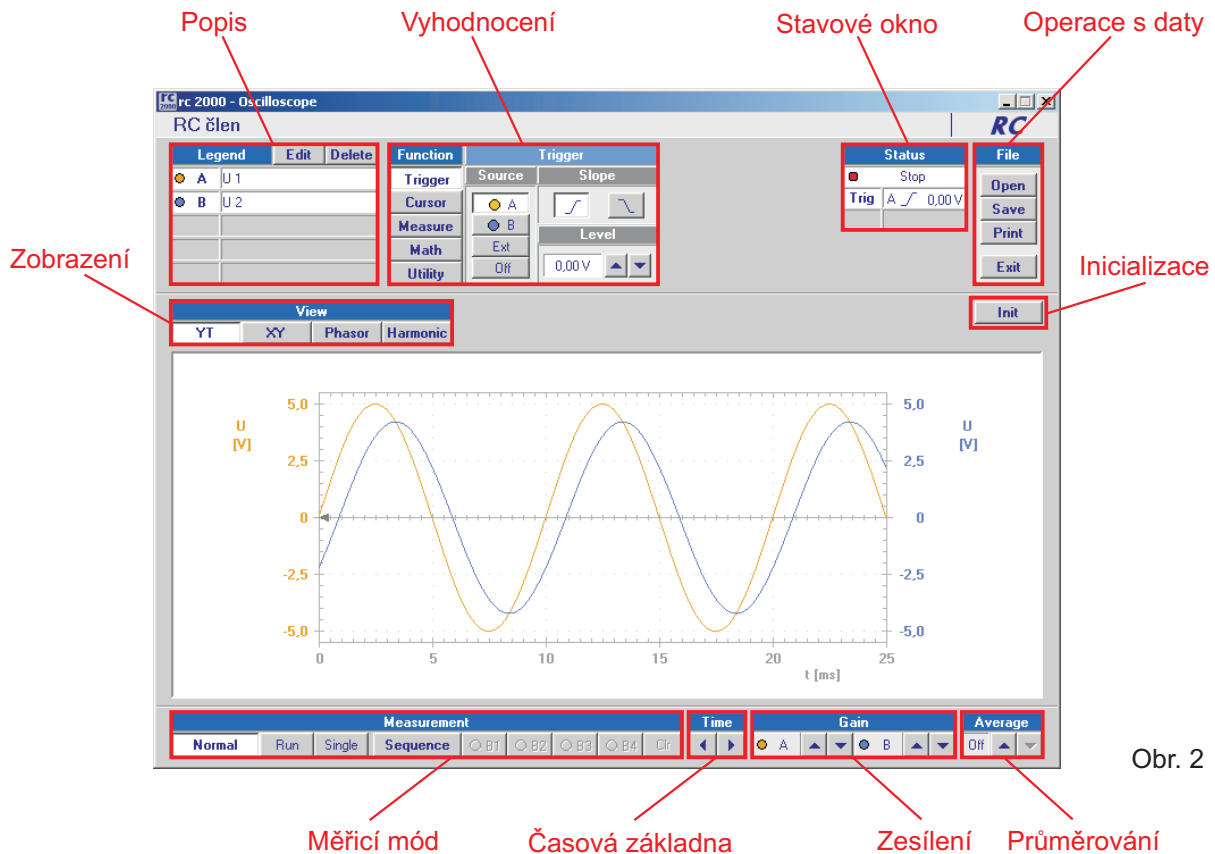 Popis
Vyhodnocení
Stavové okno
Operace s daty
rc 2000 rc 2000 - Oscilloscope
RC člen
RC
Legend Edit Delete
A U 1
B U 2
Function
Trigger
Cursor
Measure
Math
Utility
Trigger
Source
A
B
Ext
Off
Slope
Level
0,00 V
Status
Stop
Trig A 0,00 V
File
Open
Save
Print
Exit
Zobrazení
Inicializace
View
YT XY Phasor Harmonic
Init
U
[V]
5,0
2,5
0
-2,5
-5,0
5,0
2,5
0
-2,5
-5,0
U
[V]
0 5 10 15 20 25
t [ms]
Measurement
Normal Run Single Sequence B1 B2 B3 B4 Clr
Time
Gain
A B
Average
Off
Obr. 2
Měřicí mód
Časová základna
Zesílení
Průměrování